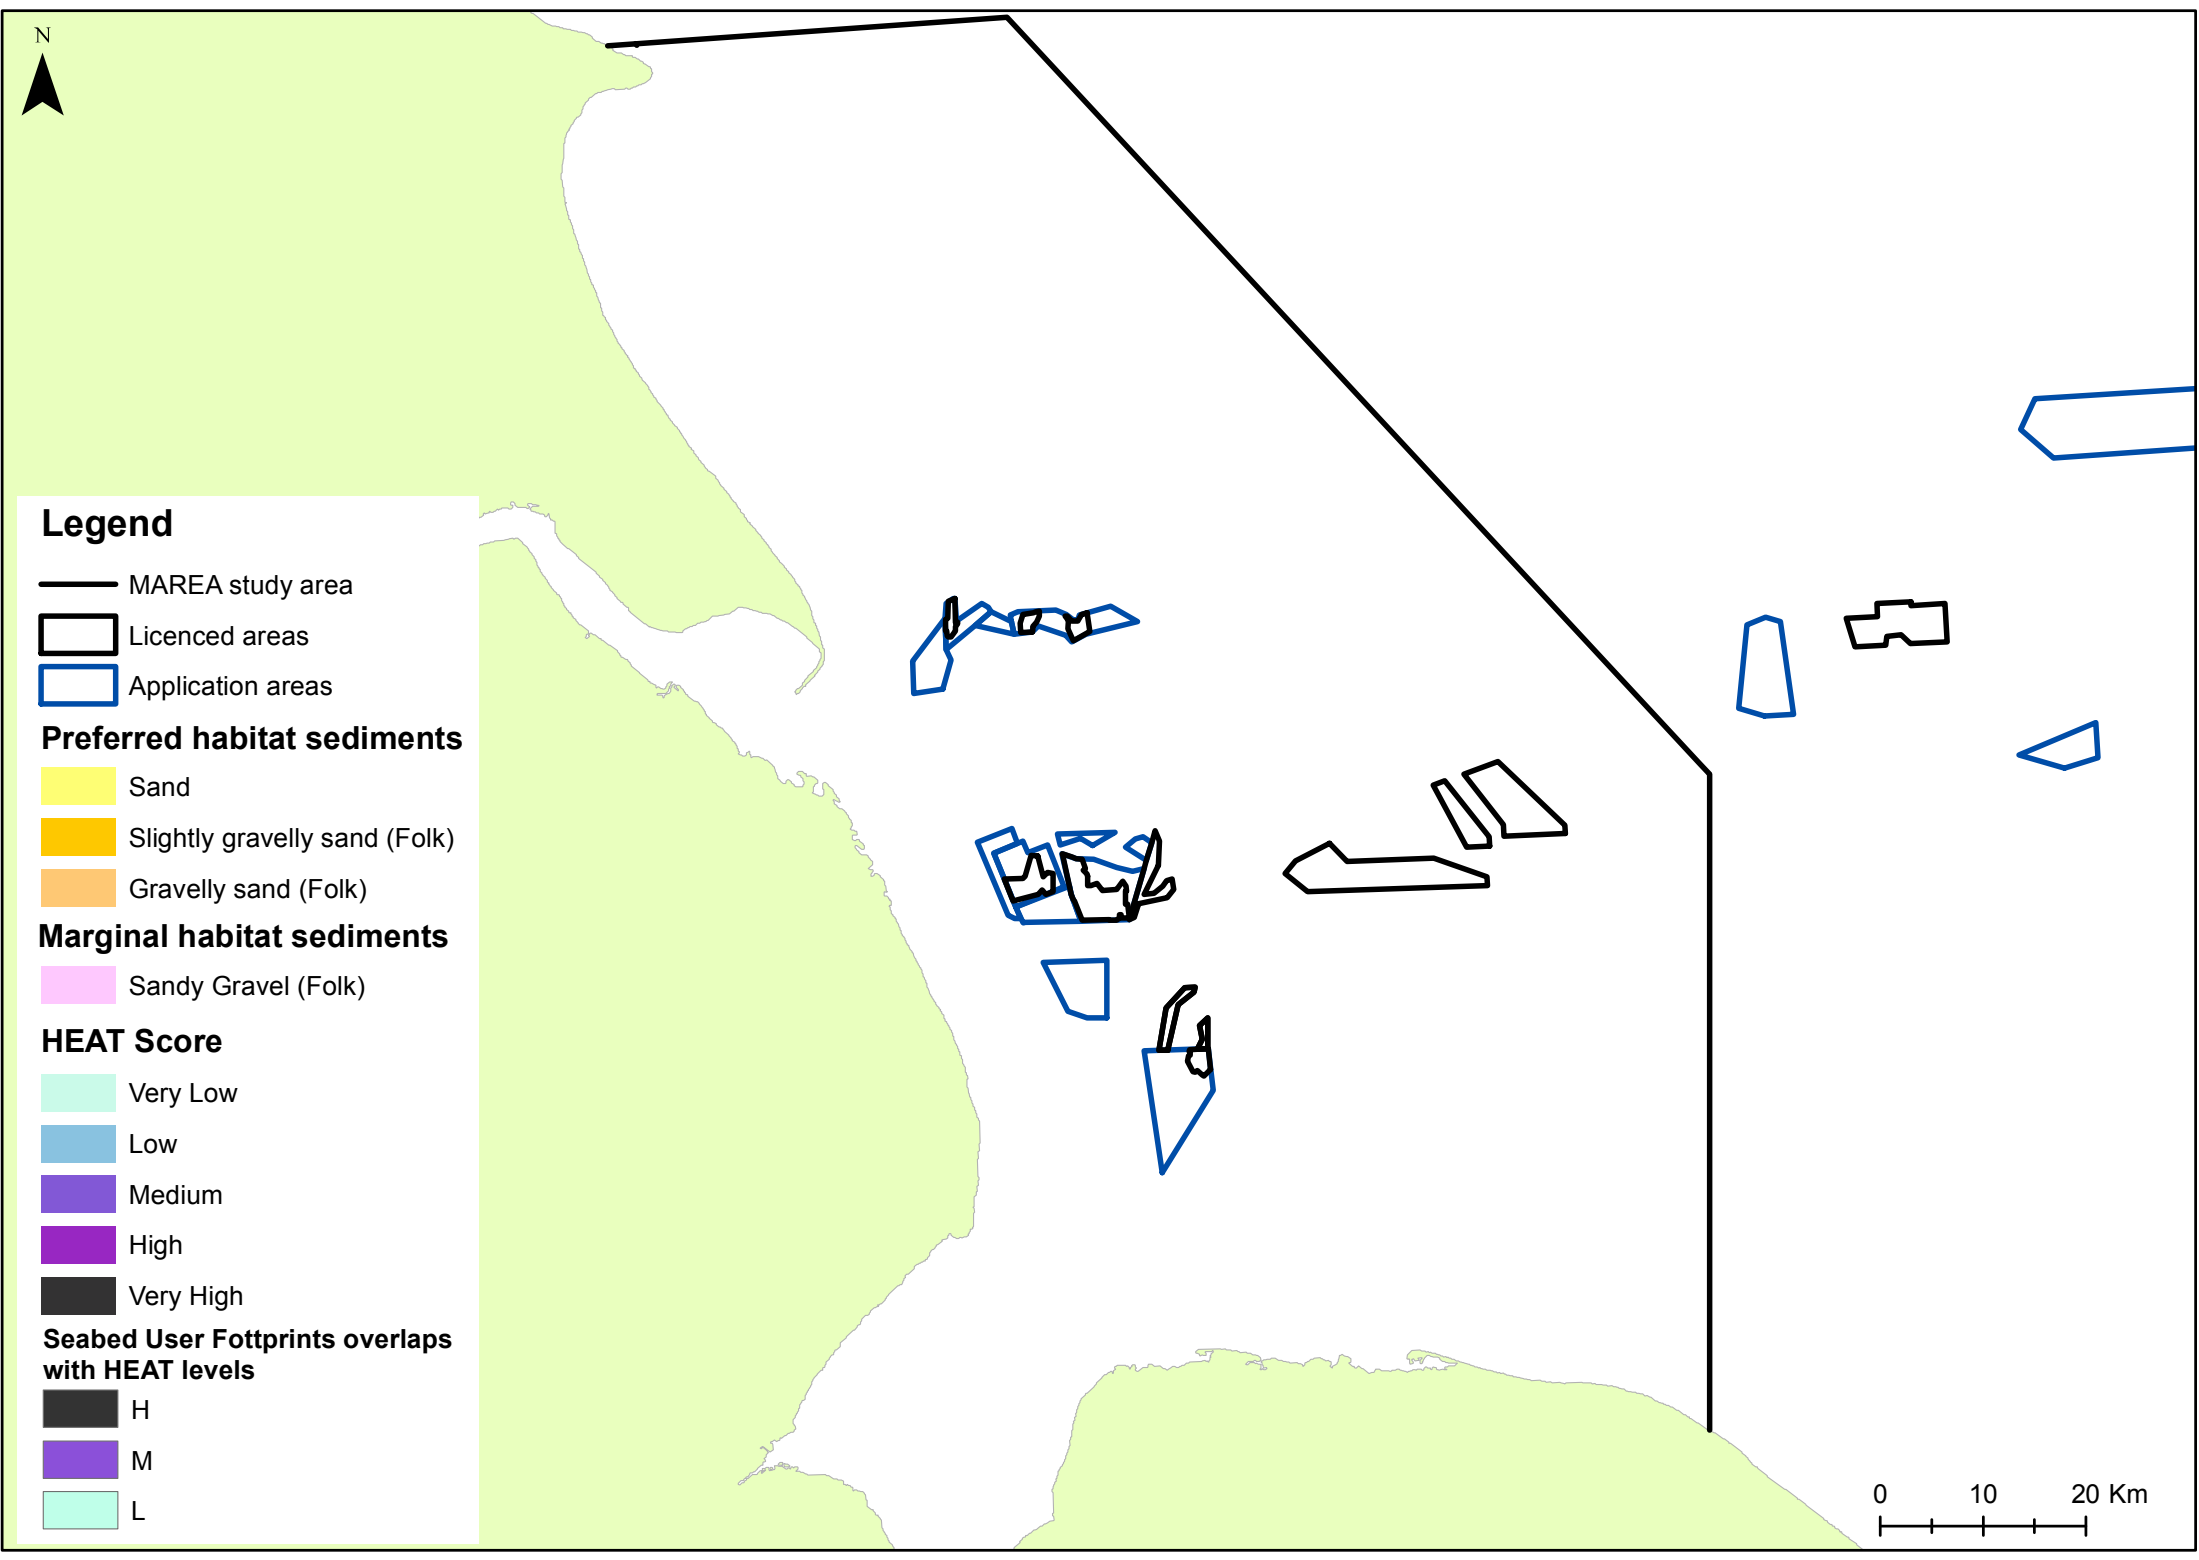 N
Legend
MAREA study area
Licenced areas
Application areas
Preferred habitat sediments
Sand
Slightly gravelly sand (Folk)
Gravelly sand (Folk)
Marginal habitat sediments
Sandy Gravel (Folk)
HEAT Score
Very Low
Low
Medium
High
Very High
Seabed User Fottprints overlaps
with HEAT levels
H
M
L
0 10 20 Km